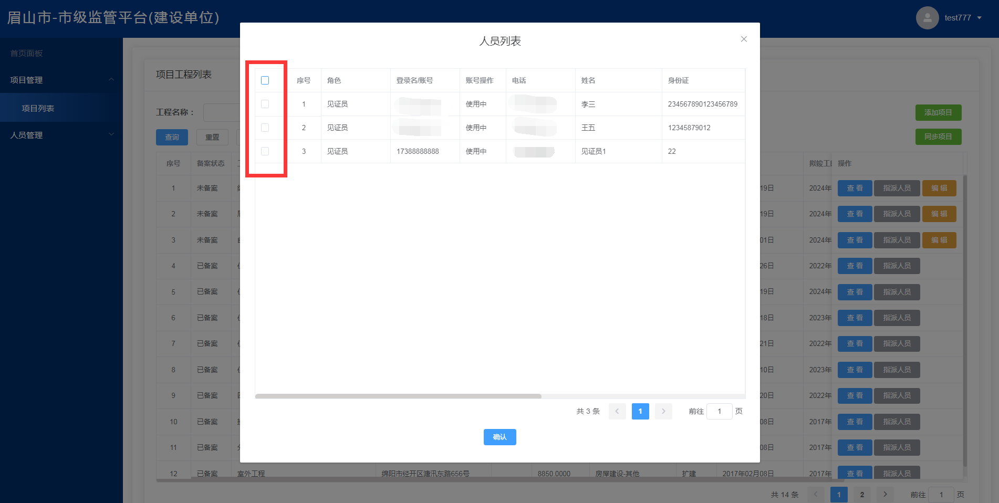 眉山市-市级监管平台(建设单位)
test777
首页面板
项目管理
项目列表
人员管理
项目工程列表
工程名称：
查询 重置
添加项目
同步项目
人员列表
序号 角色 登录名/账号 账号操作 电话 姓名 身份证
1 见证员 使用中 李三 234567890123456789
2 见证员 使用中 王五 12345879012
3 见证员 17388888888 使用中 见证员1 22
共 3 条 1 前往 1 页
确认
序号 备案状态 操作
1 未备案 19日 2024年 查 看 指派人员 编 辑
2 未备案 19日 2024年 查 看 指派人员 编 辑
3 未备案 01日 2024年 查 看 指派人员 编 辑
4 已备案 26日 2022年 查 看 指派人员
5 已备案 19日 2024年 查 看 指派人员
6 已备案 18日 2023年 查 看 指派人员
7 已备案 21日 2022年 查 看 指派人员
8 已备案 10日 2023年 查 看 指派人员
9 已备案 20日 2022年 查 看 指派人员
10 已备案 08日 2017年 查 看 指派人员
11 已备案 08日 2017年 查 看 指派人员
12 已备案 室外工程 绵阳市经开区塘汛东路656号 8850.0000 房屋建设-其他 扩建 2017年02月08日 2017年 查 看 指派人员
共 14 条 1 2 前往 1 页